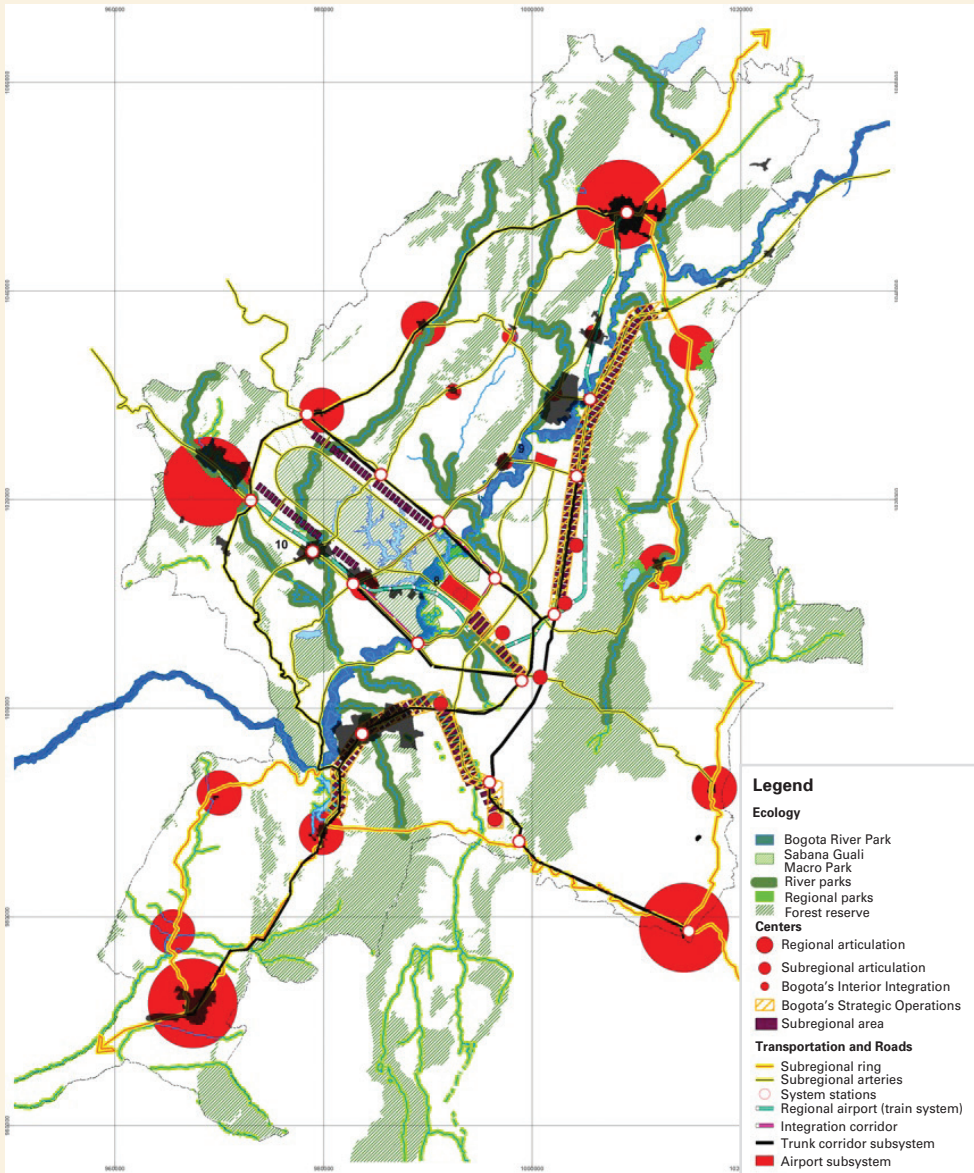 1000000
9
10
8
Legend
Ecology
Bogota River Park
Sabana Guali
Macro Park
River parks
Regional parks
Forest reserve
Centers
Regional articulation
Subregional articulation
Bogota's Interior Integration
Bogota's Strategic Operations
Subregional area
Transportation and Roads
Subregional ring
Subregional arteries
System stations
Regional airport (train system)
Integration corridor
Trunk corridor subsystem
Airport subsystem